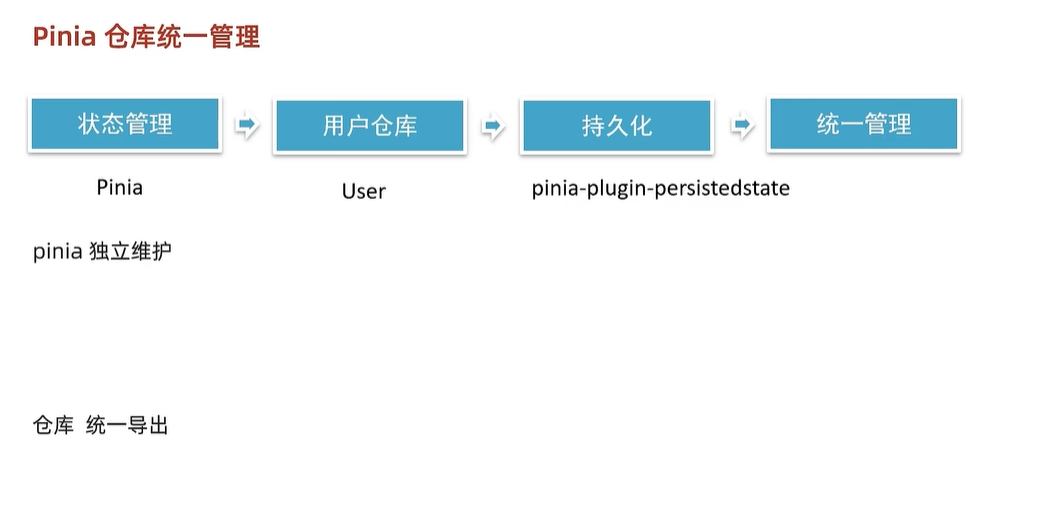 Pinia 仓库统一管理
状态管理 用户仓库 持久化 统一管理
Pinia User pinia-plugin-persistedstate
pinia 独立维护
仓库 统一导出